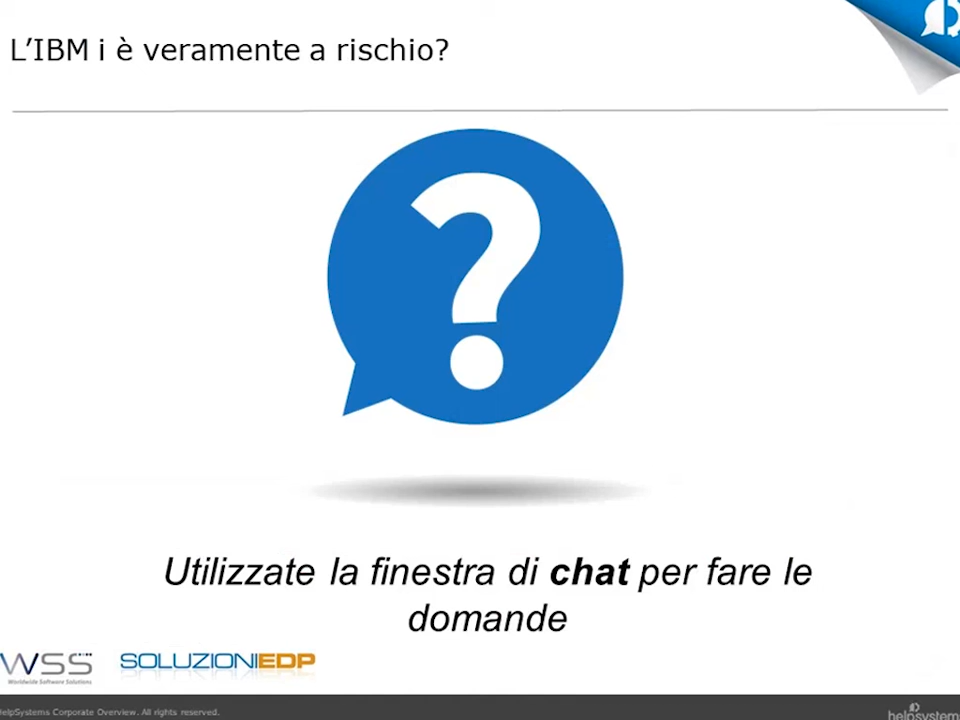 L’IBM i è veramente a rischio?
Utilizzate la finestra di chat per fare le
domande
WSS
Worldwide Software Solutions
SOLUZIONIEDP
HelpSystems Corporate Overview. All rights reserved.
helpsystems